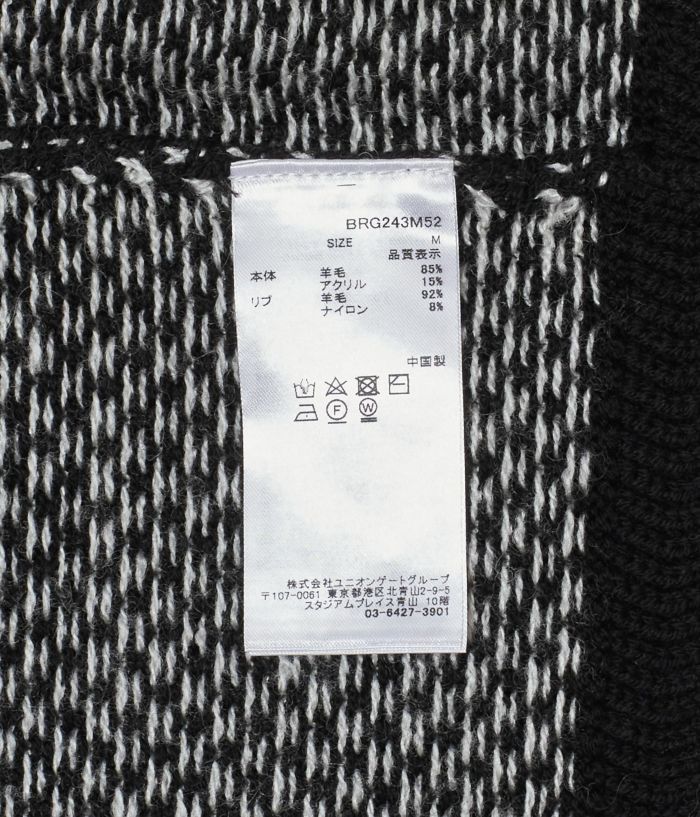 BRG243M52
SIZE M
品質表示
本体 羊毛 85%
アクリル 15%
リブ 羊毛 92%
ナイロン 8%
中国製
F W
株式会社ユニオンゲートグループ
〒107-0061 東京都港区北青山2-9-5
スタジアムプレイス青山 10階
03-6427-3901